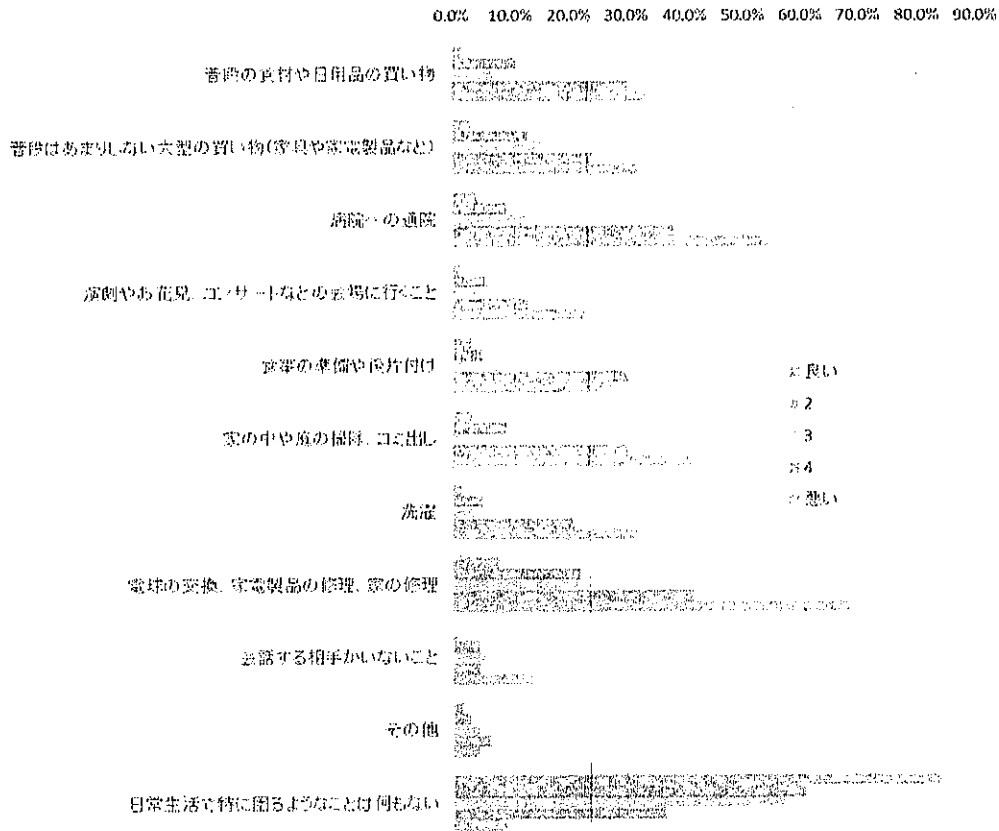 0.0% 10.0% 20.0% 30.0% 40.0% 50.0% 60.0% 70.0% 80.0% 90.0%
普段の食材や日用品の買い物
普段はあまりしない大型の買い物(家具や家電製品など)
病院への通院
演劇やお花見、コンサートなどの会場に行くこと
食事の準備や後片付け
家の中や庭の掃除、ゴミ出し
洗濯
電球の交換、家電製品の修理、家の修理
会話する相手がいないこと
その他
日常生活で特に困るようなことは何もない
良い
2
3
4
悪い